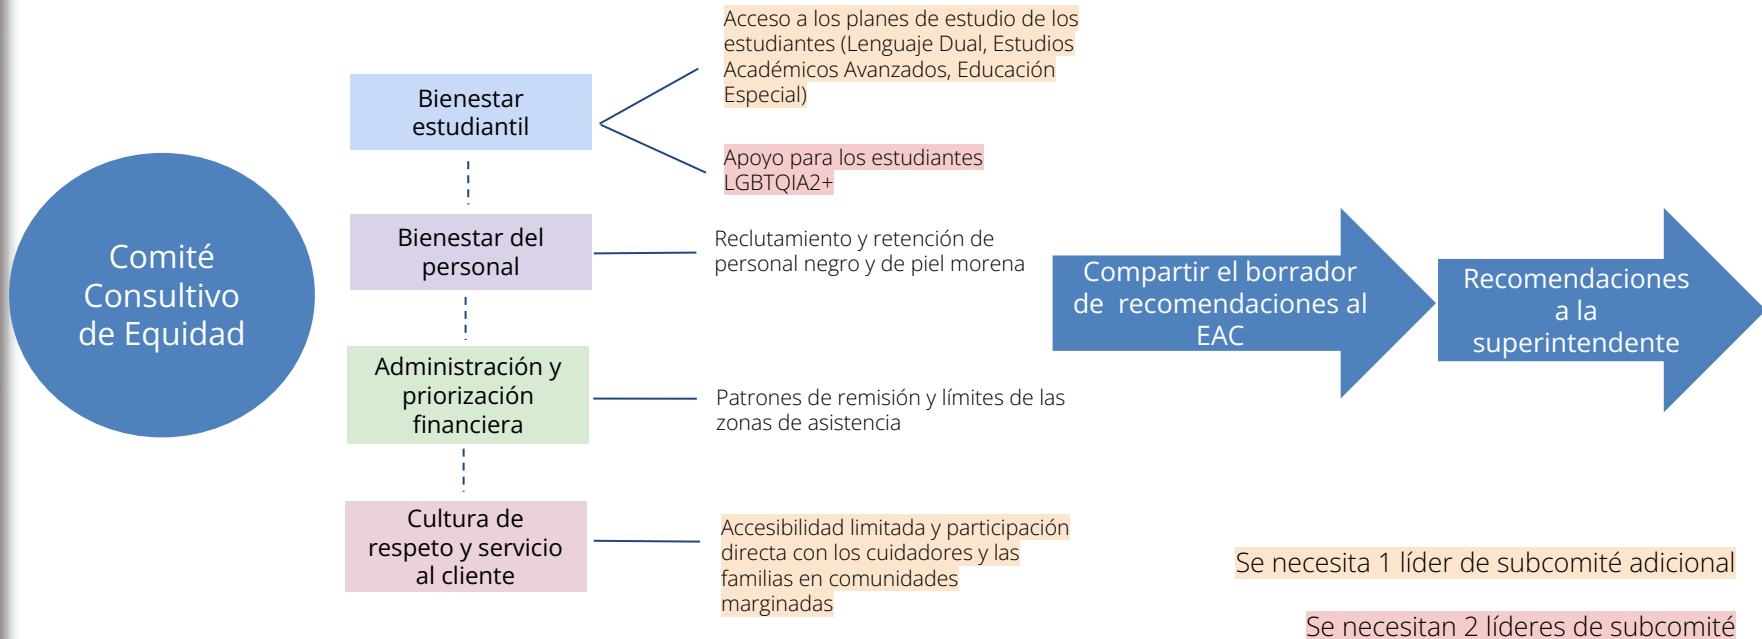 Comité
Consultivo
de Equidad
Bienestar
estudiantil
Acceso a los planes de estudio de los
estudiantes (Lenguaje Dual, Estudios
Académicos Avanzados, Educación
Especial)
Apoyo para los estudiantes
LGBTQIA2+
Bienestar del
personal
Reclutamiento y retención de
personal negro y de piel morena
Administración y
priorización
financiera
Patrones de remisión y límites de las
zonas de asistencia
Cultura de
respeto y servicio
al cliente
Accesibilidad limitada y participación
directa con los cuidadores y las
familias en comunidades
marginadas
Compartir el borrador
de recomendaciones al
EAC
Recomendaciones
a la
superintendente
Se necesita 1 líder de subcomité adicional
Se necesitan 2 líderes de subcomité